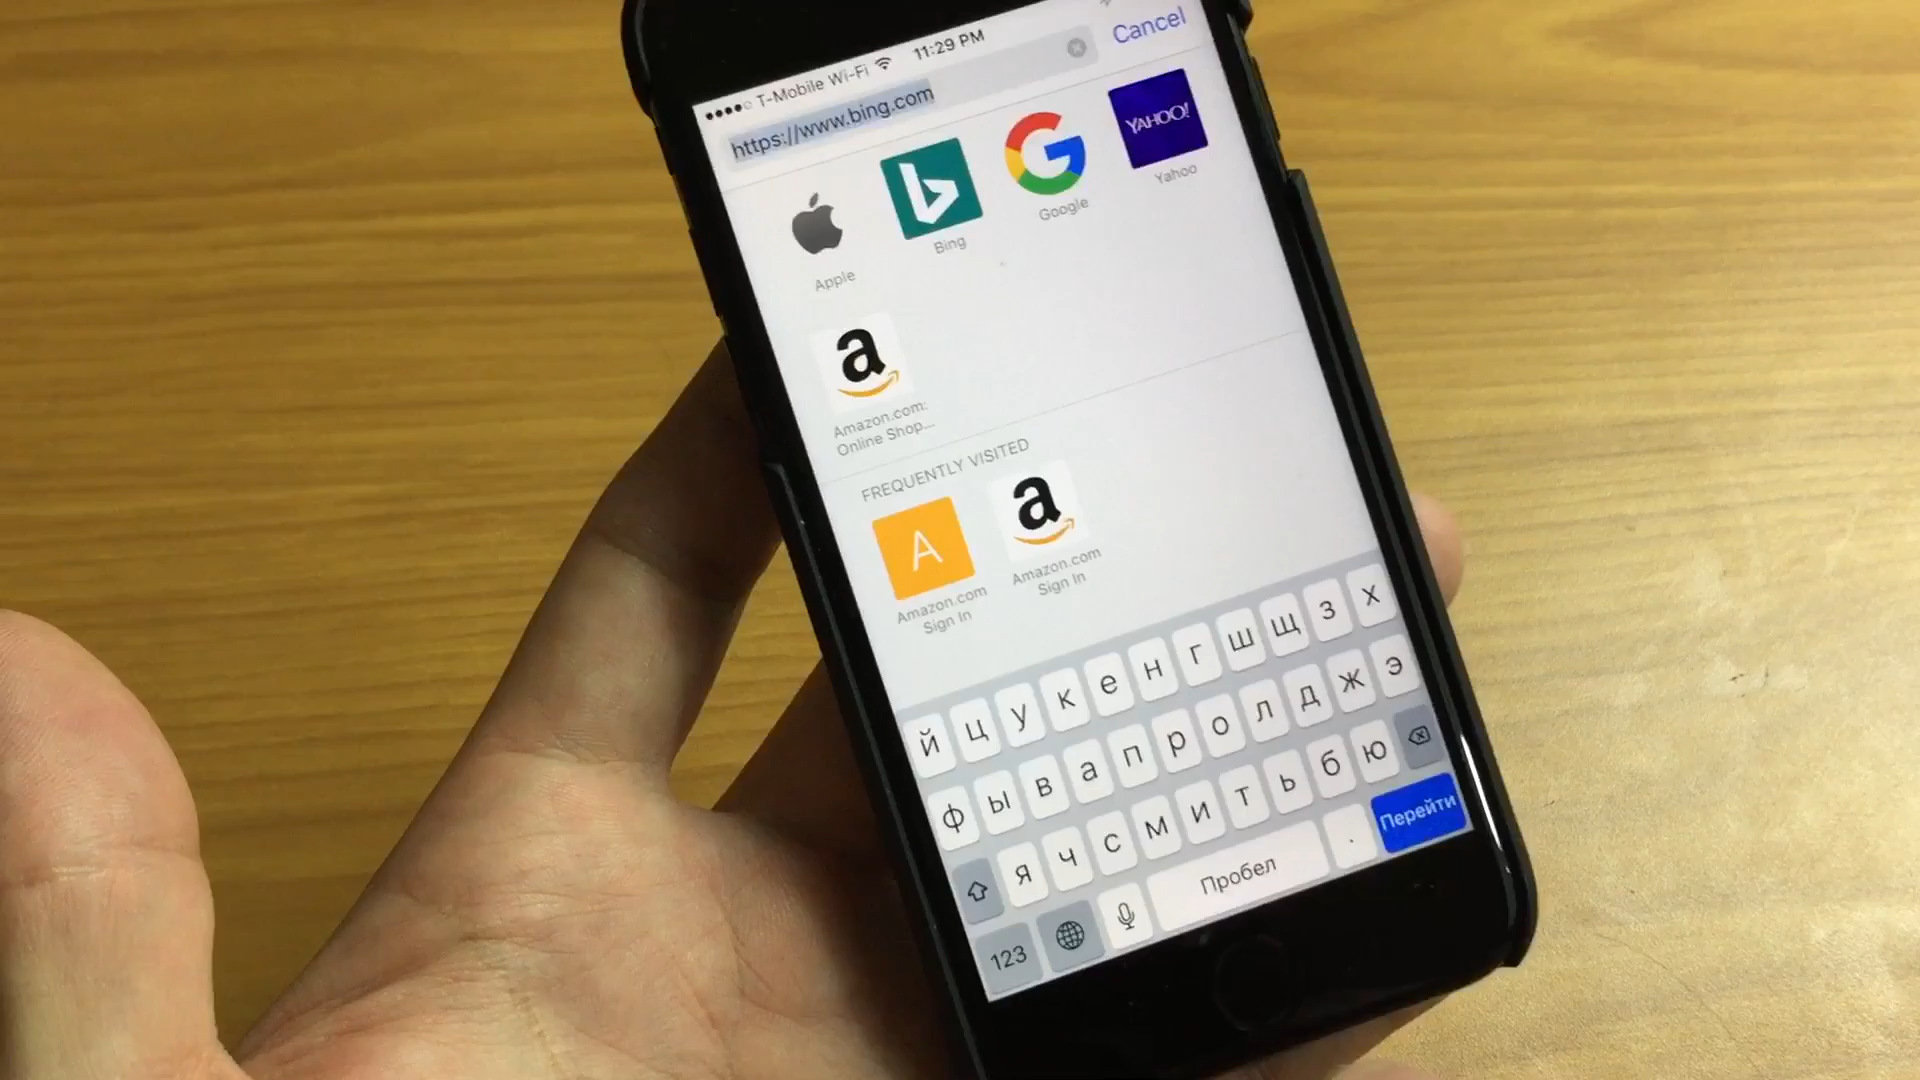 T-Mobile Wi-Fi 11:29 PM
https://www.bing.com Cancel
YAHOO!
Apple Bing Google Yahoo
a
Amazon.com:
Online Shop...
FREQUENTLY VISITED
A a
Amazon.com
Sign In
Amazon.com
Sign In
й ц у к е н г ш щ з х
ф ы в а п р о л д ж э
я ч с м и т ь б ю
123 Пробел . Перейти